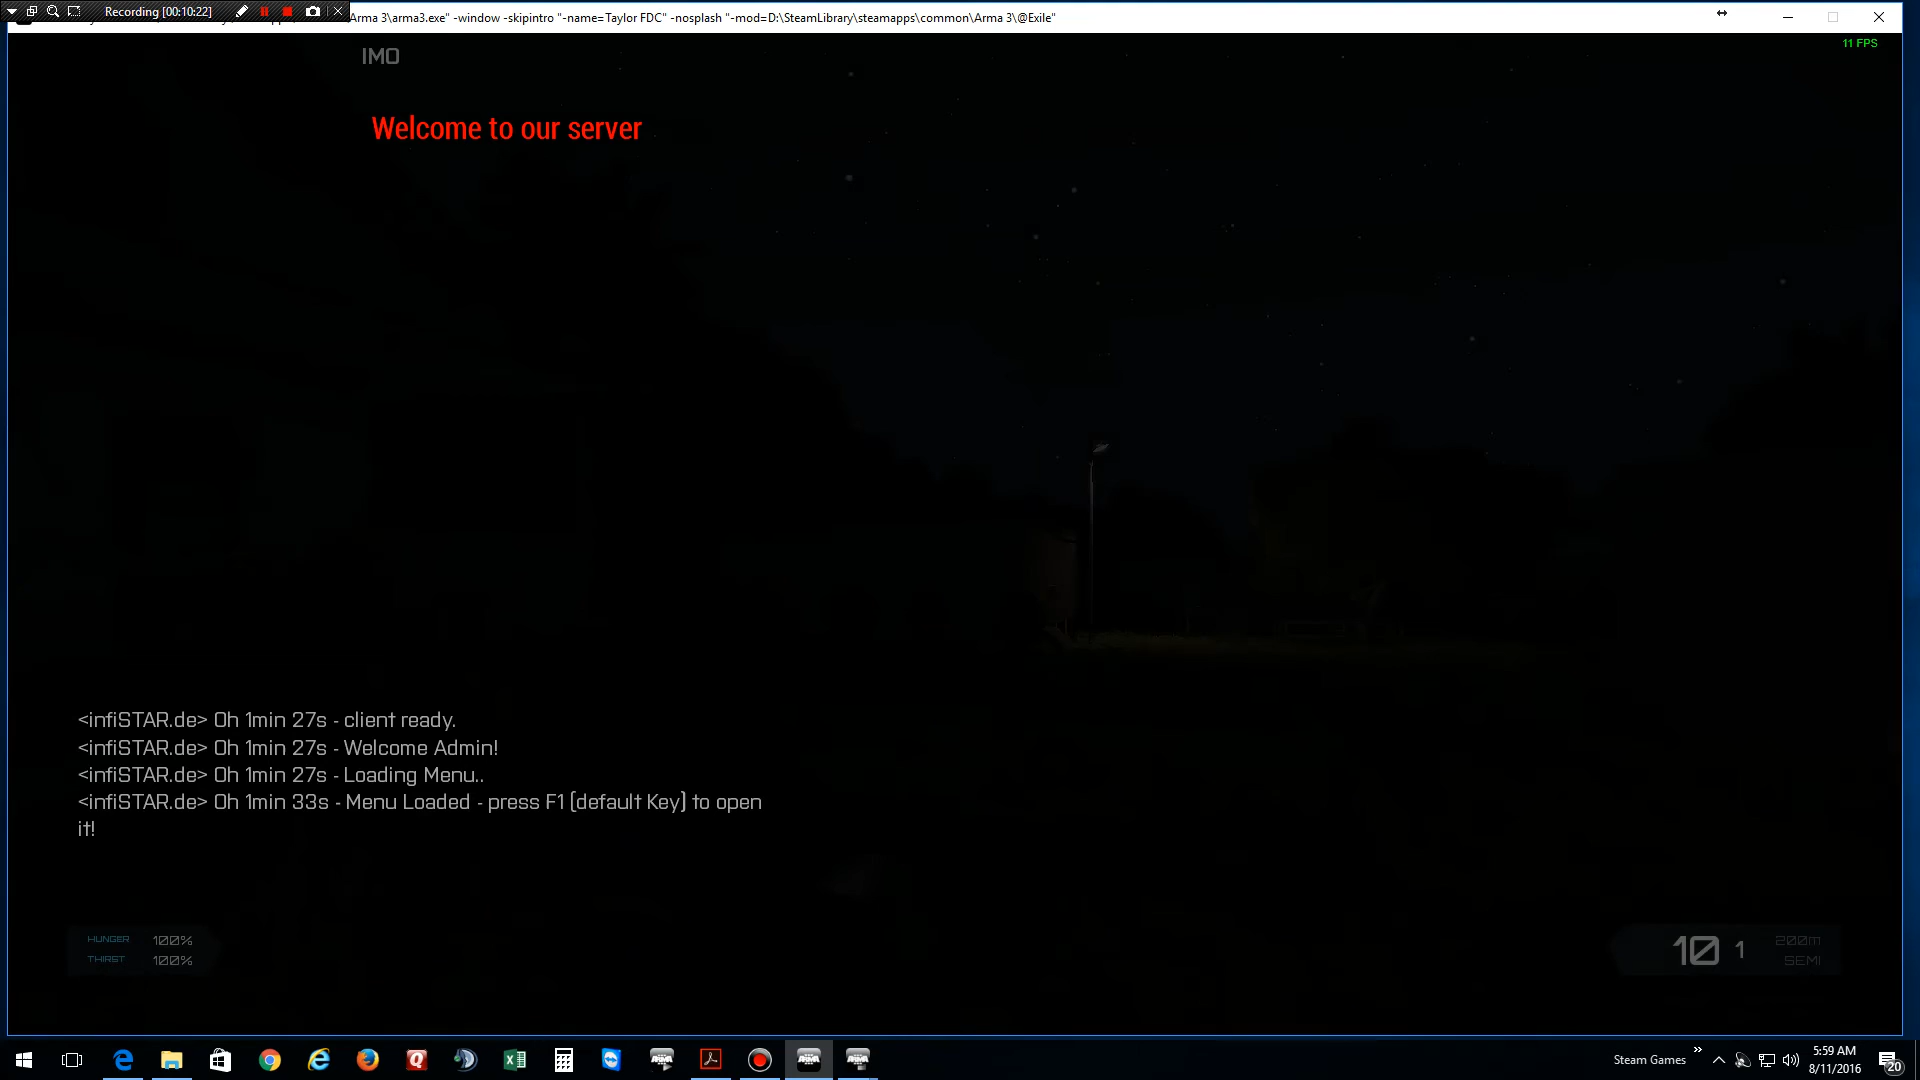 Recording [00:10:22]
Arma 3\arma3.exe" -window -skipintro "-name=Taylor FDC" -nosplash "-mod=D:\SteamLibrary\steamapps\common\Arma 3\@Exile"
11 FPS
IMO
Welcome to our server
<infiSTAR.de> 0h 1min 27s - client ready.
<infiSTAR.de> 0h 1min 27s - Welcome Admin!
<infiSTAR.de> 0h 1min 27s - Loading Menu..
<infiSTAR.de> 0h 1min 33s - Menu Loaded - press F1 (default Key) to open
it!
HUNGER 100%
THIRST 100%
10 1 200m
SEMI
Steam Games
5:59 AM
8/11/2016
20